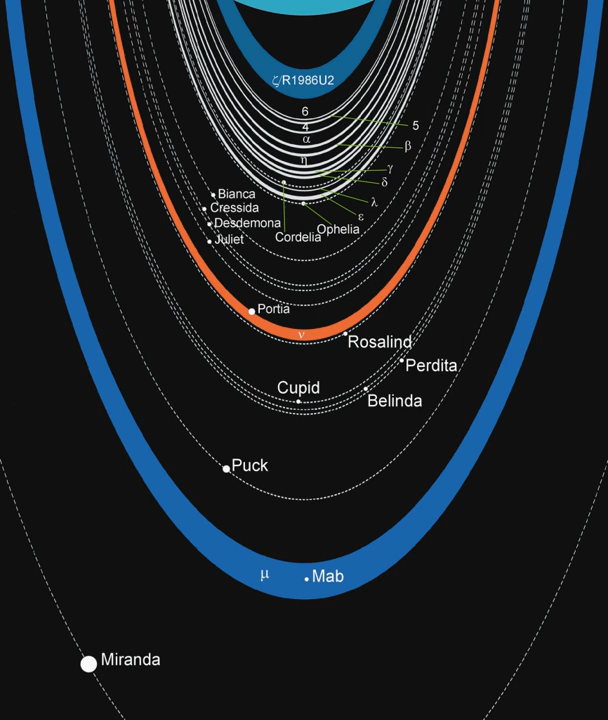 ζ/R1986U2
6
5
4
α
β
η
γ
δ
λ
ε
Bianca
Cressida
Desdemona
Juliet
Ophelia
Cordelia
Portia
ν
Rosalind
Perdita
Cupid
Belinda
Puck
μ
Mab
Miranda